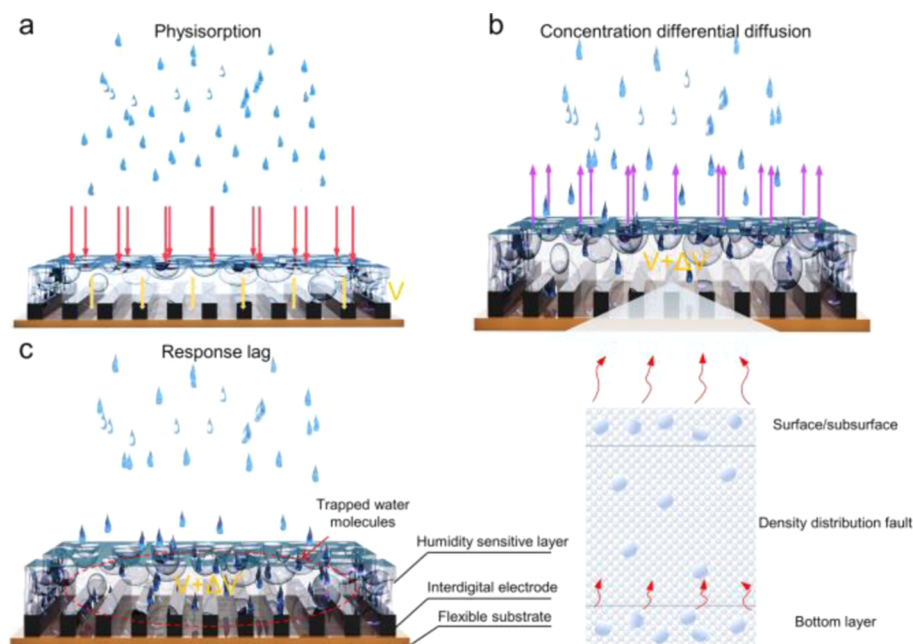 a
Physisorption
V
b
Concentration differential diffusion
V+ΔV
c
Response lag
Trapped water
molecules
V+ΔV
Humidity sensitive layer
Interdigital electrode
Flexible substrate
Surface/subsurface
Density distribution fault
Bottom layer